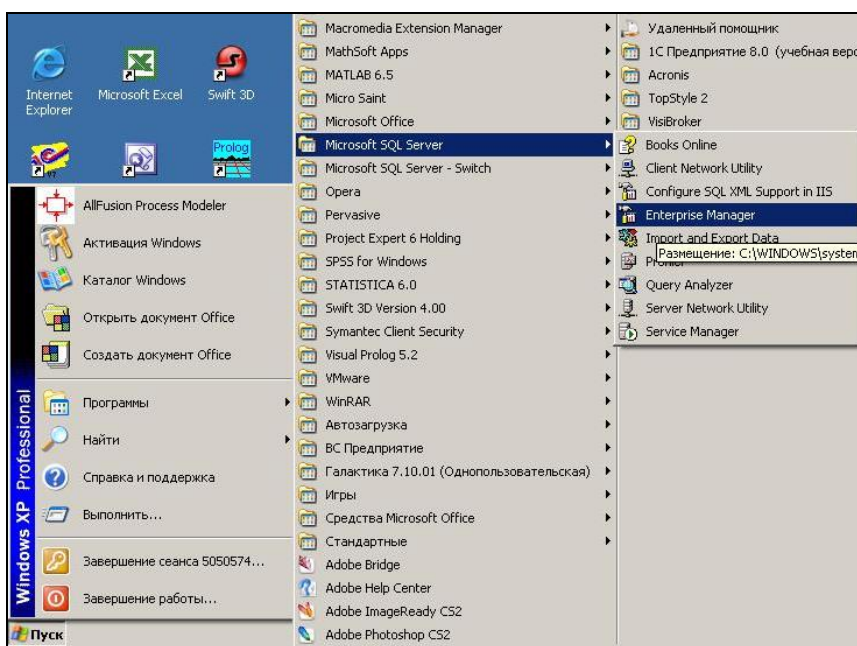 Internet Explorer
Microsoft Excel
Swift 3D
Prolog
AllFusion Process Modeler
Активация Windows
Каталог Windows
Открыть документ Office
Создать документ Office
Программы
Найти
Справка и поддержка
Выполнить...
Завершение сеанса 5050574...
Завершение работы...
Windows XP Professional
Пуск
Macromedia Extension Manager
MathSoft Apps
MATLAB 6.5
Micro Saint
Microsoft Office
Microsoft SQL Server
Microsoft SQL Server - Switch
Opera
Pervasive
Project Expert 6 Holding
SPSS for Windows
STATISTICA 6.0
Swift 3D Version 4.00
Symantec Client Security
Visual Prolog 5.2
VMware
WinRAR
Автозагрузка
ВС Предприятие
Галактика 7.10.01 (Однопользовательская)
Игры
Средства Microsoft Office
Стандартные
Adobe Bridge
Adobe Help Center
Adobe ImageReady CS2
Adobe Photoshop CS2
Удаленный помощник
1С Предприятие 8.0 (учебная верс
Acronis
TopStyle 2
VisiBroker
Books Online
Client Network Utility
Configure SQL XML Support in IIS
Enterprise Manager
Import and Export Data
Размещение: C:\WINDOWS\system
Query Analyzer
Server Network Utility
Service Manager